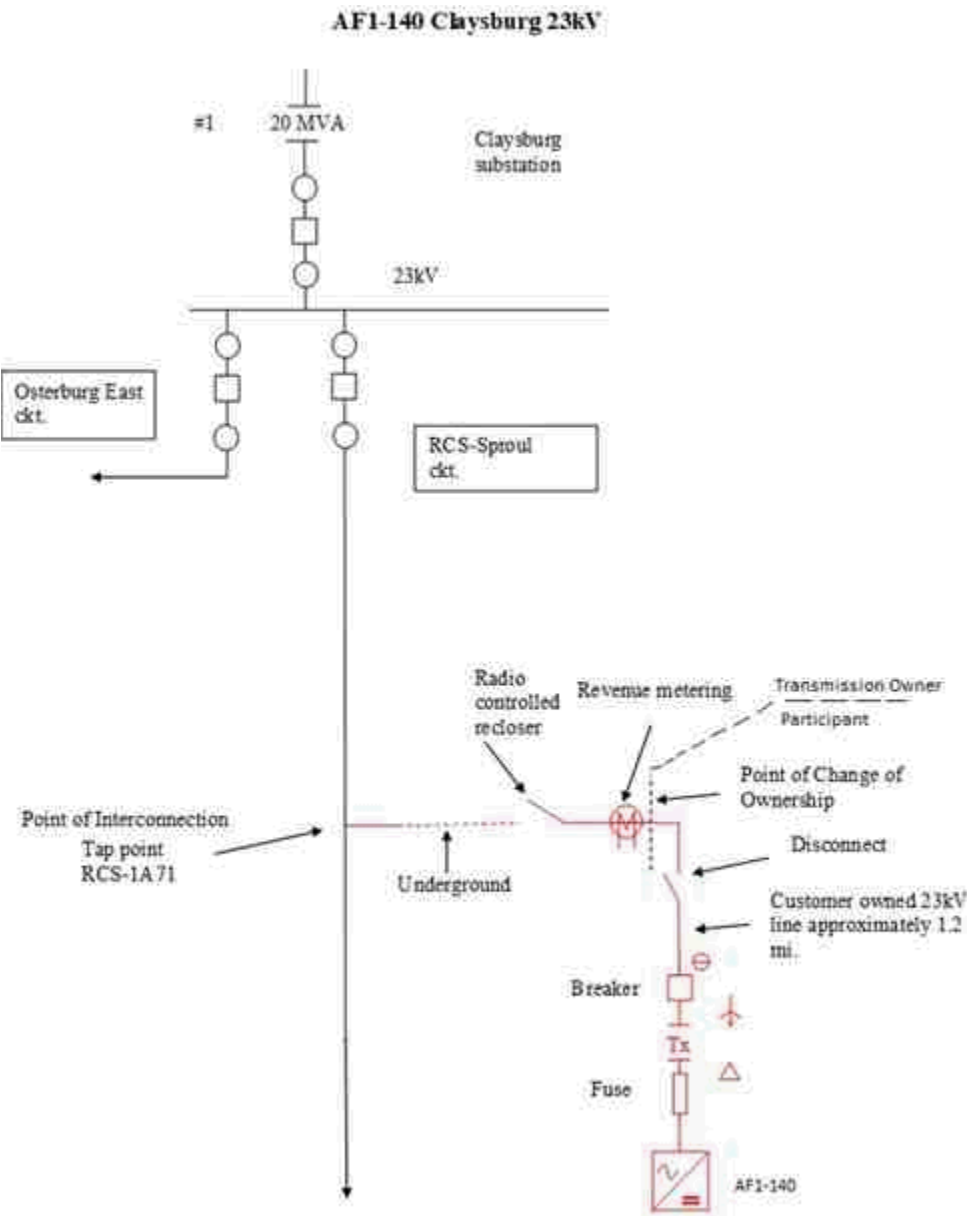 AF1-140 Claysburg 23kV
#1
20 MVA
Claysburg
substation
23kV
Osterburg East
ckt.
RCS-Sproul
ckt.
Radio
controlled
recloser
Revenue metering
Transmission Owner
Participant
Point of Change of
Ownership
Point of Interconnection
Tap point
RCS-1A71
Underground
M
Disconnect
Customer owned 23kV
line approximately 1.2
mi.
Breaker
Tx
Fuse
AF1-140